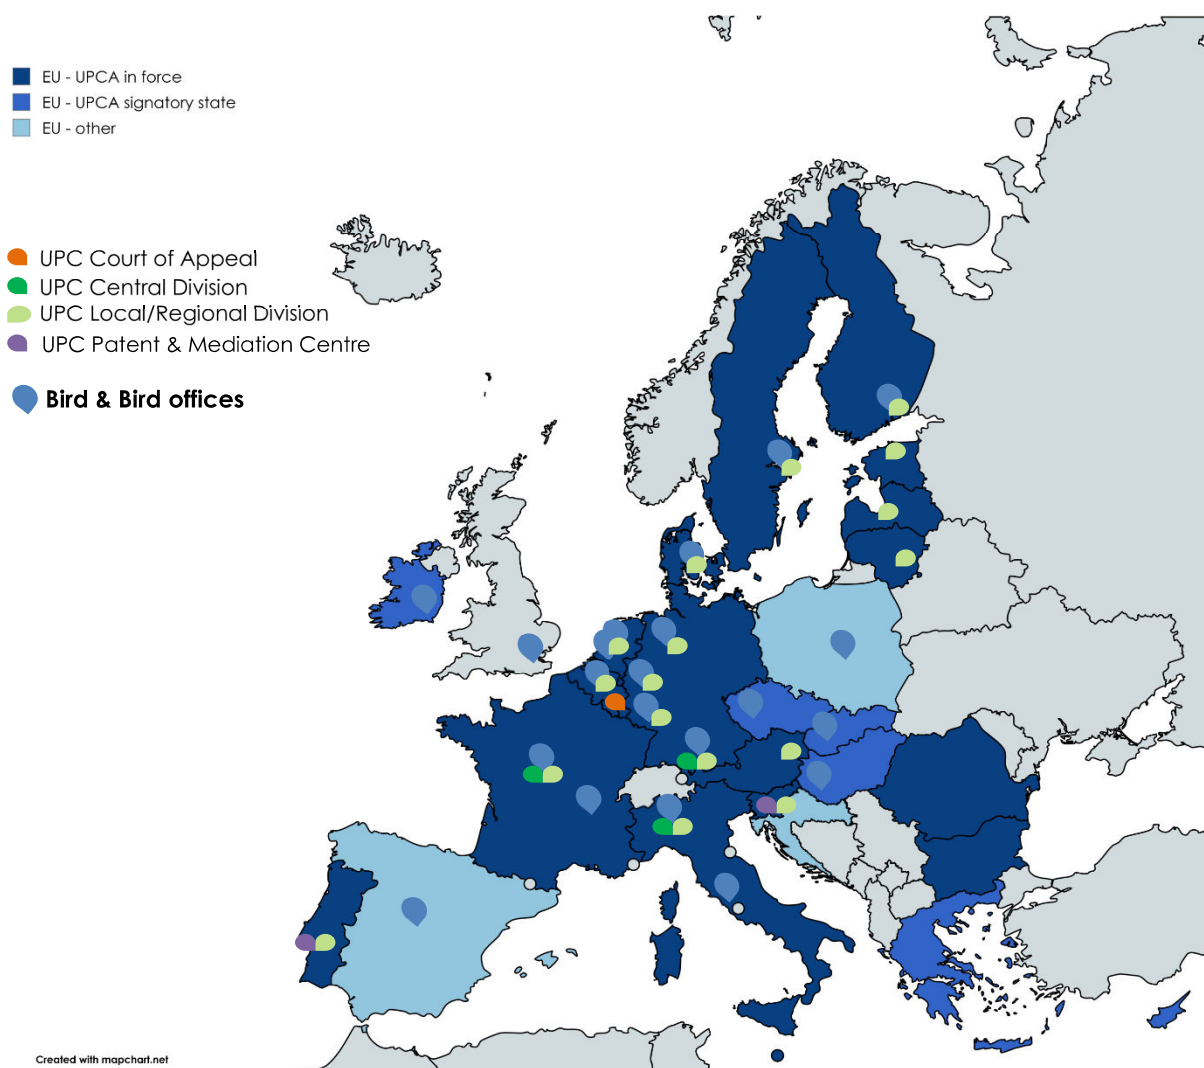 EU - UPCA in force
EU - UPCA signatory state
EU - other
UPC Court of Appeal
UPC Central Division
UPC Local/Regional Division
UPC Patent & Mediation Centre
Bird & Bird offices
Created with mapchart.net